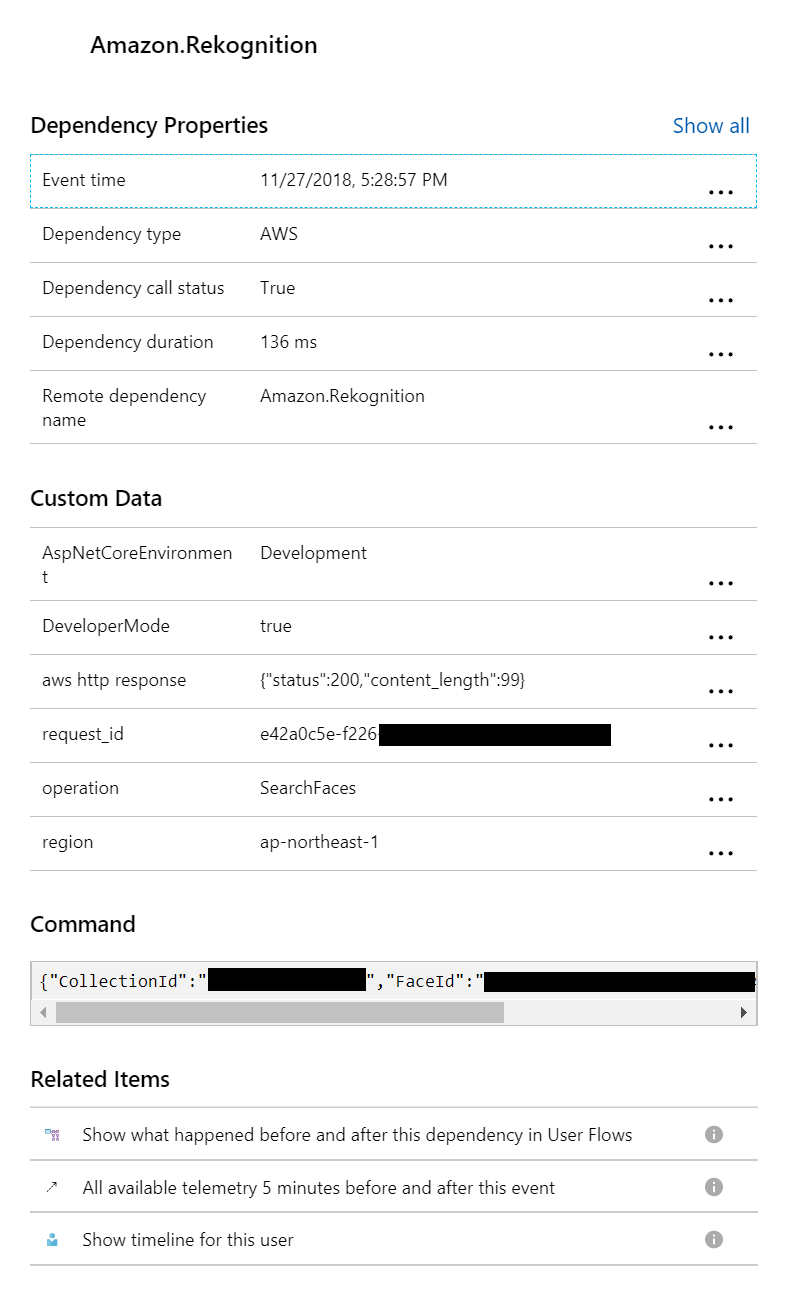 Amazon.Rekognition
Dependency Properties Show all
Event time 11/27/2018, 5:28:57 PM ...
Dependency type AWS ...
Dependency call status True ...
Dependency duration 136 ms ...
Remote dependency Amazon.Rekognition
name ...
Custom Data
AspNetCoreEnvironmen Development
t ...
DeveloperMode true ...
aws http response {"status":200,"content_length":99} ...
request_id e42a0c5e-f226- ...
operation SearchFaces ...
region ap-northeast-1 ...
Command
{"CollectionId":" ","FaceId":"
Related Items
Show what happened before and after this dependency in User Flows
All available telemetry 5 minutes before and after this event
Show timeline for this user